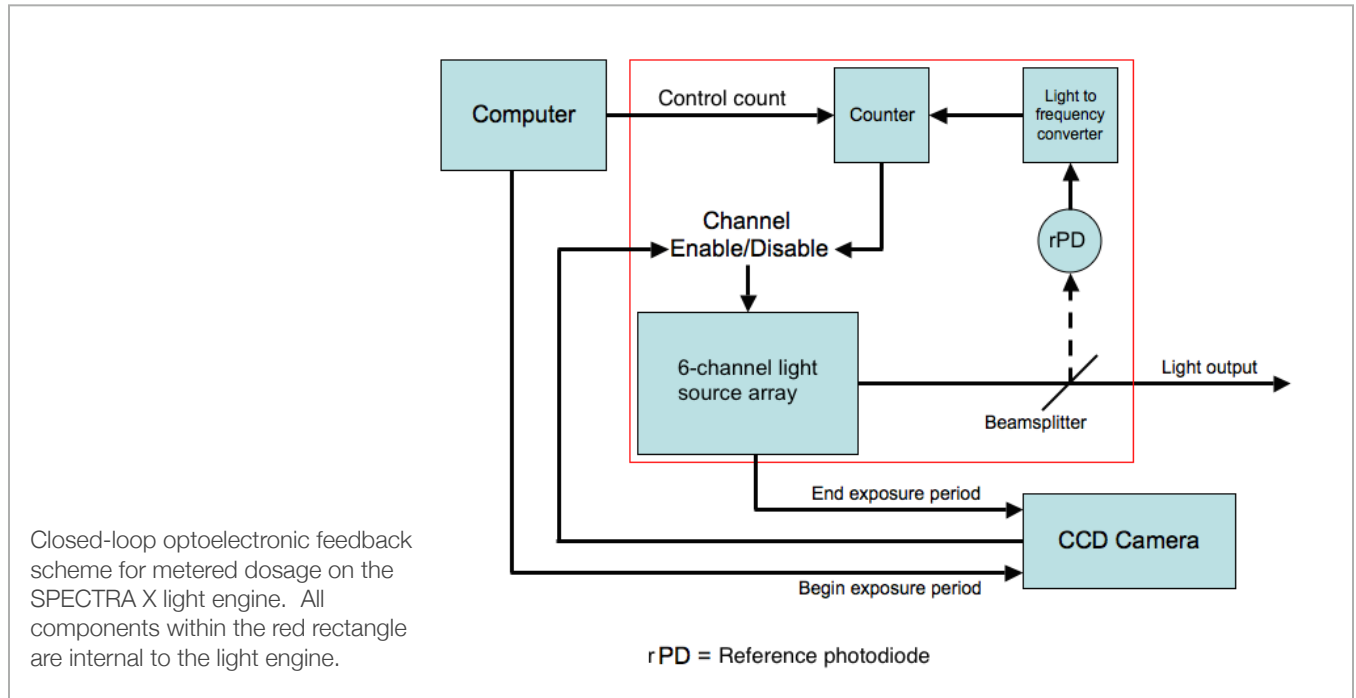 Computer
Control count
Counter
Light to
frequency
converter
Channel
Enable/Disable
rPD
6-channel light
source array
Light output
Beamsplitter
End exposure period
CCD Camera
Begin exposure period
Closed-loop optoelectronic feedback
scheme for metered dosage on the
SPECTRA X light engine.  All
components within the red rectangle
are internal to the light engine.
rPD = Reference photodiode